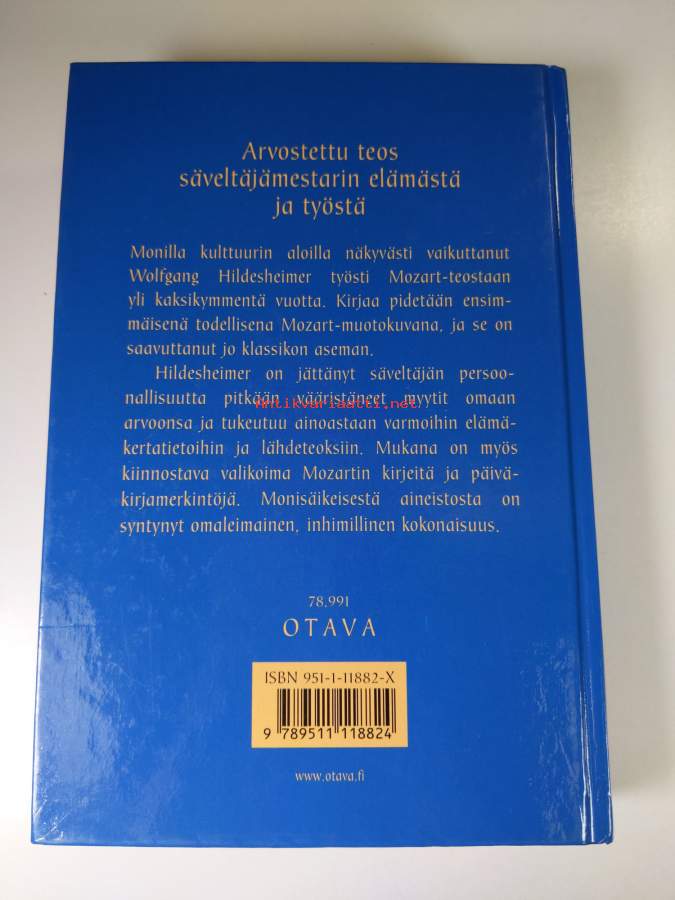 Arvostettu teos
säveltäjämestarin elämästä
ja työstä
Monilla kulttuurin aloilla näkyvästi vaikuttanut
Wolfgang Hildesheimer työsti Mozart-teostaan
yli kaksikymmentä vuotta. Kirjaa pidetään ensim-
mäisenä todellisena Mozart-muotokuvana, ja se on
saavuttanut jo klassikon aseman.
Hildesheimer on jättänyt säveltäjän persoo-
nallisuutta pitkään vääristäneet myytit omaan
Antikvariaatti.net
arvoonsa ja tukeutuu ainoastaan varmoihin elämä-
kertatietoihin ja lähdeteoksiin. Mukana on myös
kiinnostava valikoima Mozartin kirjeitä ja päivä-
kirjamerkintöjä. Monisäikeisestä aineistosta on
syntynyt omaleimainen, inhimillinen kokonaisuus.
78.991
OTAVA
ISBN 951-1-11882-X
9 789511 118824
www.otava.fi